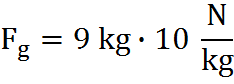 F_g = 9 kg · 10 N/kg